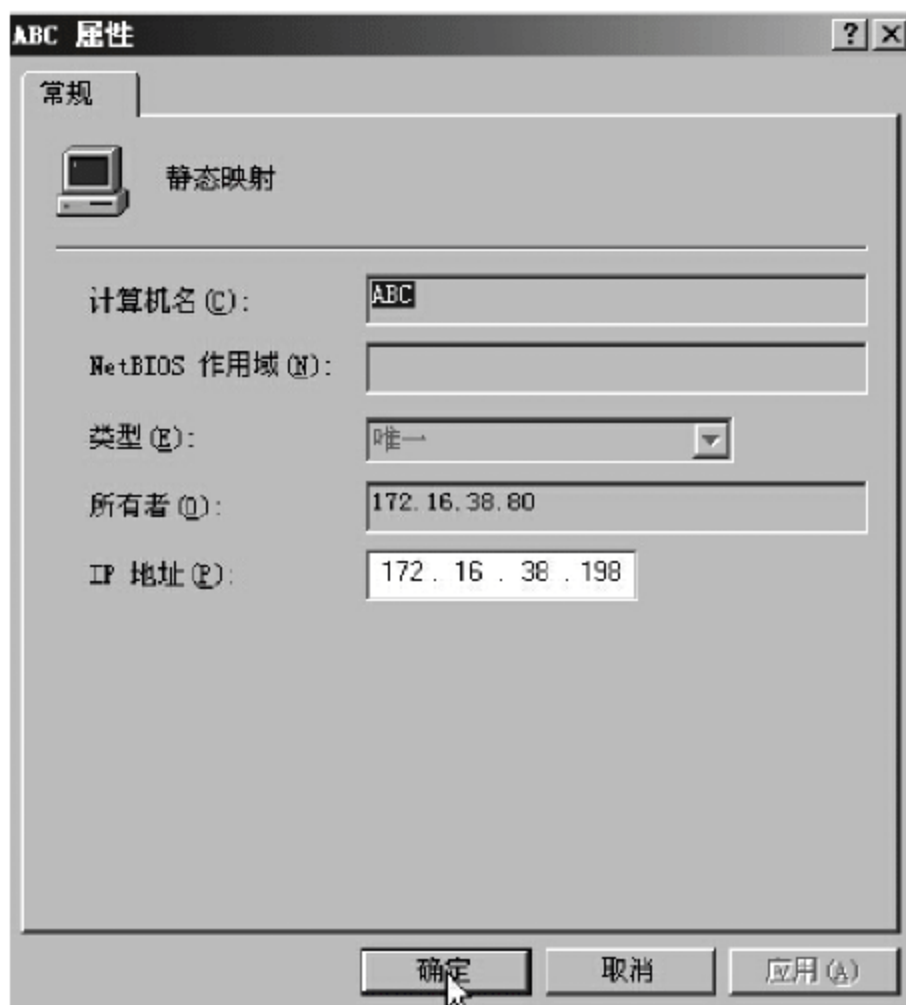 ABC 属性
常规
静态映射
计算机名(C): ABC
NetBIOS 作用域(N):
类型(E): 唯一
所有者(O): 172.16.38.80
IP 地址(P): 172 . 16 . 38 . 198
确定 取消 应用(A)